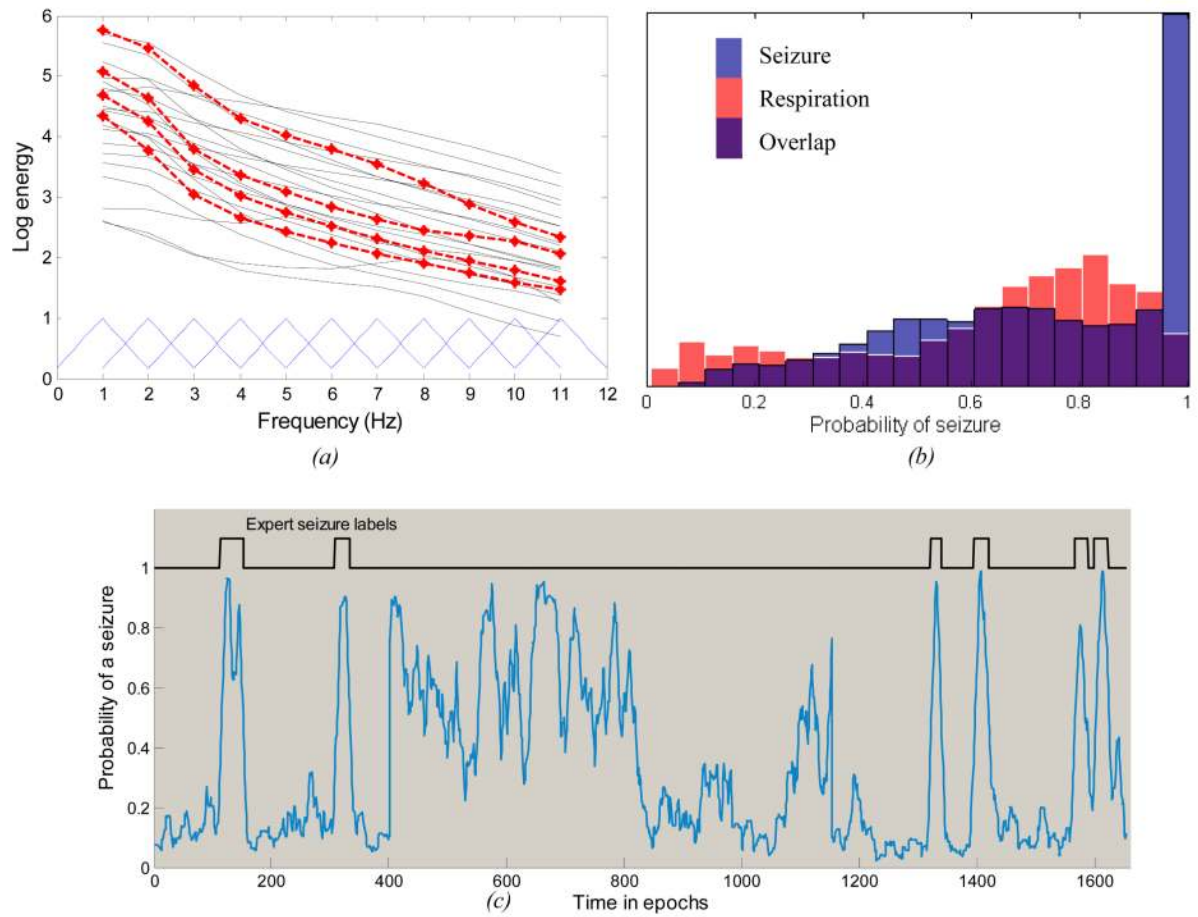 6
5
4
3
2
1
0
Log energy
0 1 2 3 4 5 6 7 8 9 10 11 12
Frequency (Hz)
(a)
Seizure
Respiration
Overlap
0 0.2 0.4 0.6 0.8 1
Probability of seizure
(b)
Expert seizure labels
1
0.8
0.6
0.4
0.2
0
Probability of a seizure
0 200 400 600 800 1000 1200 1400 1600
(c) Time in epochs